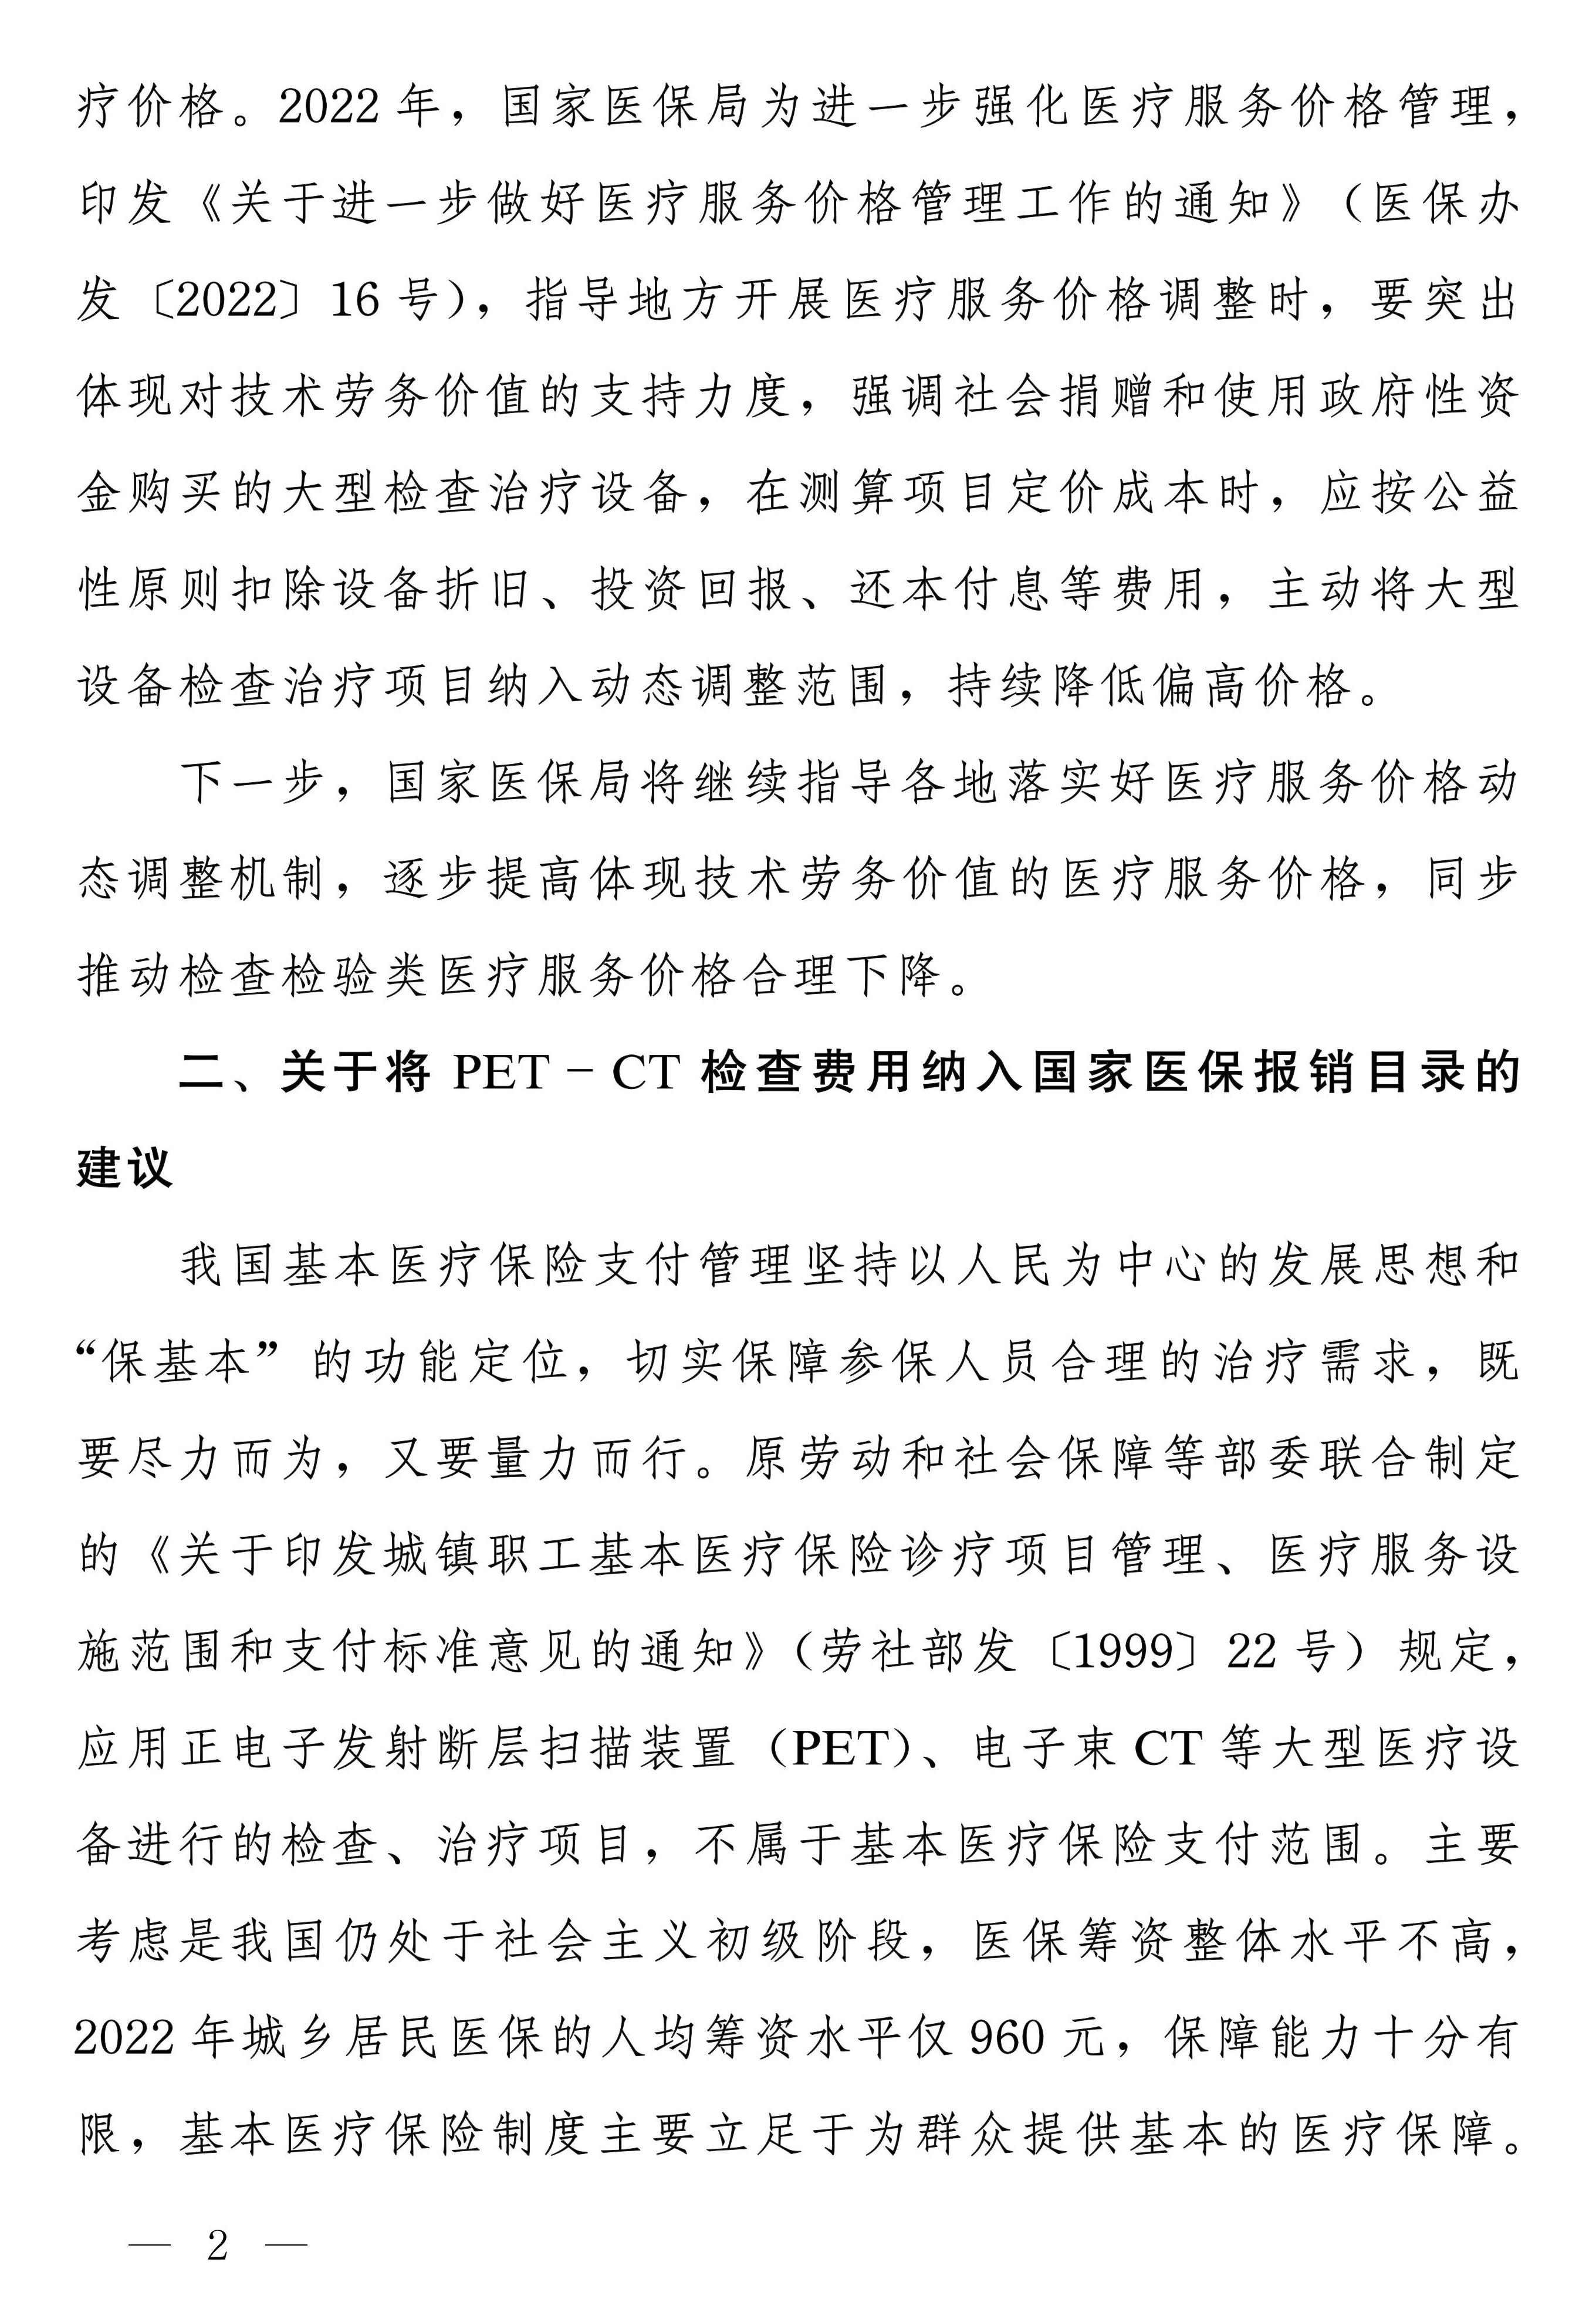 疗价格。2022 年，国家医保局为进一步强化医疗服务价格管理，
印发《关于进一步做好医疗服务价格管理工作的通知》（医保办
发〔2022〕16 号），指导地方开展医疗服务价格调整时，要突出
体现对技术劳务价值的支持力度，强调社会捐赠和使用政府性资
金购买的大型检查治疗设备，在测算项目定价成本时，应按公益
性原则扣除设备折旧、投资回报、还本付息等费用，主动将大型
设备检查治疗项目纳入动态调整范围，持续降低偏高价格。
下一步，国家医保局将继续指导各地落实好医疗服务价格动
态调整机制，逐步提高体现技术劳务价值的医疗服务价格，同步
推动检查检验类医疗服务价格合理下降。
二、关于将 PET－CT 检查费用纳入国家医保报销目录的
建议
我国基本医疗保险支付管理坚持以人民为中心的发展思想和
“保基本”的功能定位，切实保障参保人员合理的治疗需求，既
要尽力而为，又要量力而行。原劳动和社会保障等部委联合制定
的《关于印发城镇职工基本医疗保险诊疗项目管理、医疗服务设
施范围和支付标准意见的通知》（劳社部发〔1999〕22 号）规定，
应用正电子发射断层扫描装置（PET）、电子束 CT 等大型医疗设
备进行的检查、治疗项目，不属于基本医疗保险支付范围。主要
考虑是我国仍处于社会主义初级阶段，医保筹资整体水平不高，
2022 年城乡居民医保的人均筹资水平仅 960 元，保障能力十分有
限，基本医疗保险制度主要立足于为群众提供基本的医疗保障。
— 2 —